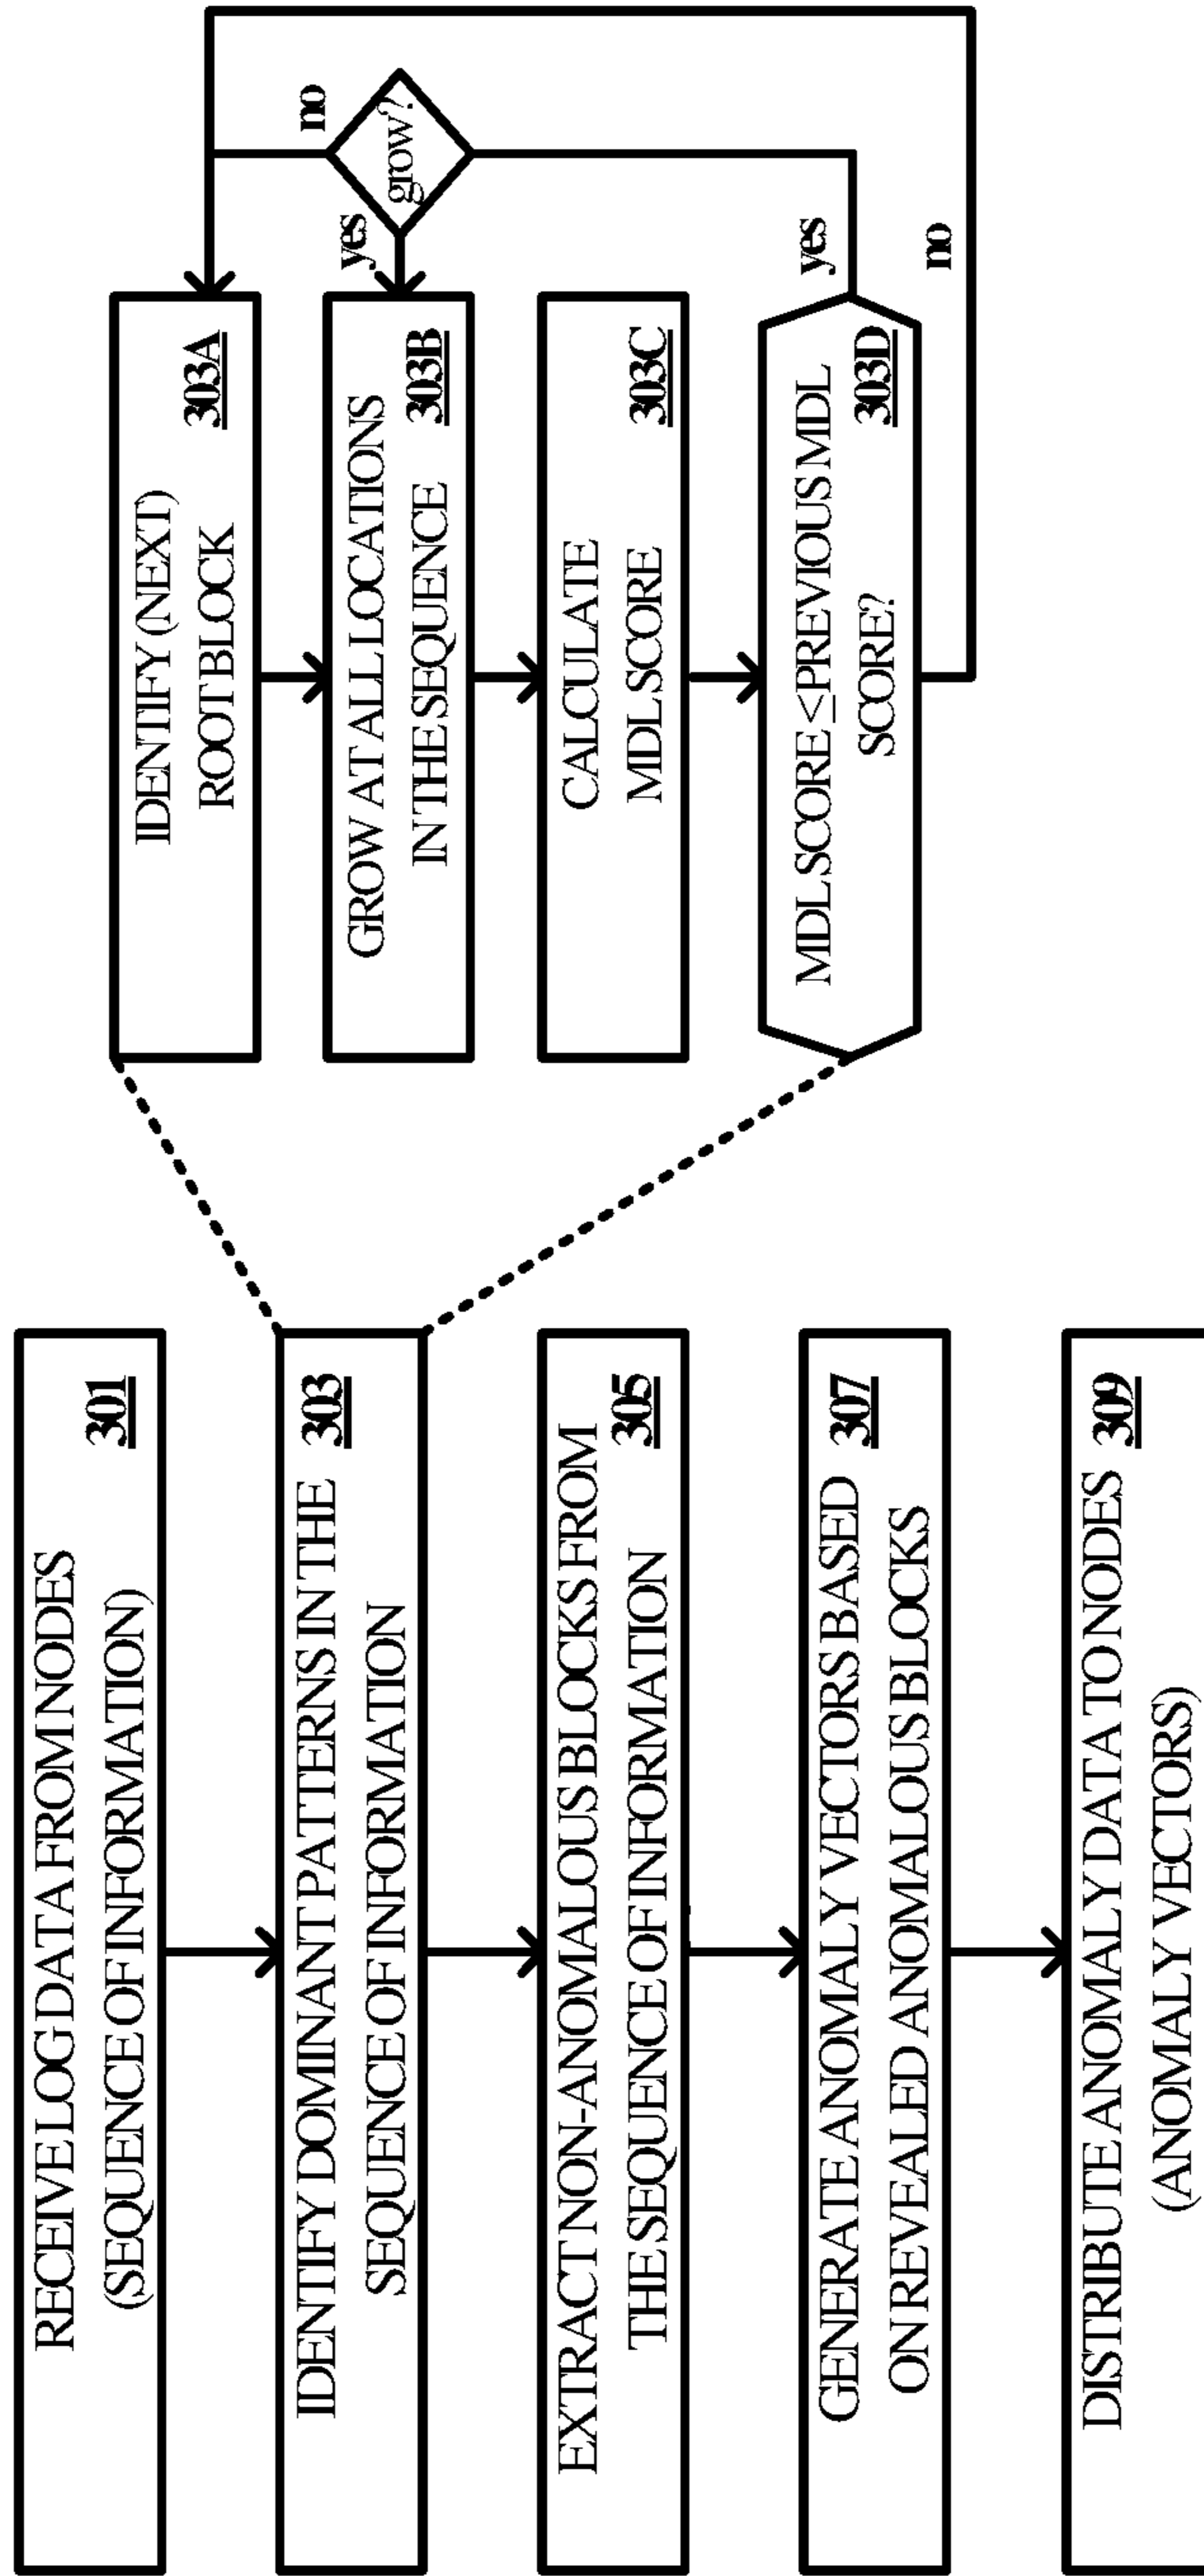 RECEIVE LOG DATA FROM NODES
(SEQUENCE OF INFORMATION)
301
IDENTIFY DOMINANT PATTERNS IN THE
SEQUENCE OF INFORMATION
303
EXTRACT NON-ANOMALOUS BLOCKS FROM
THE SEQUENCE OF INFORMATION
305
GENERATE ANOMALY VECTORS BASED
ON REVEALED ANOMALOUS BLOCKS
307
DISTRIBUTE ANOMALY DATA TO NODES
(ANOMALY VECTORS)
309
IDENTIFY (NEXT)
ROOT BLOCK
303A
GROW AT ALL LOCATIONS
IN THE SEQUENCE
303B
CALCULATE
MDL SCORE
303C
MDL SCORE ≤ PREVIOUS MDL
SCORE?
303D
yes
no
grow?
yes
no